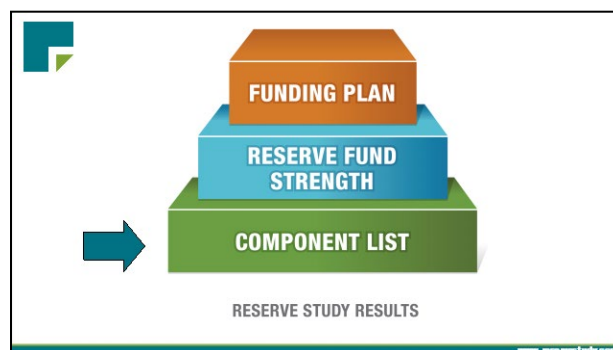 FUNDING PLAN
RESERVE FUND
STRENGTH
COMPONENT LIST
RESERVE STUDY RESULTS